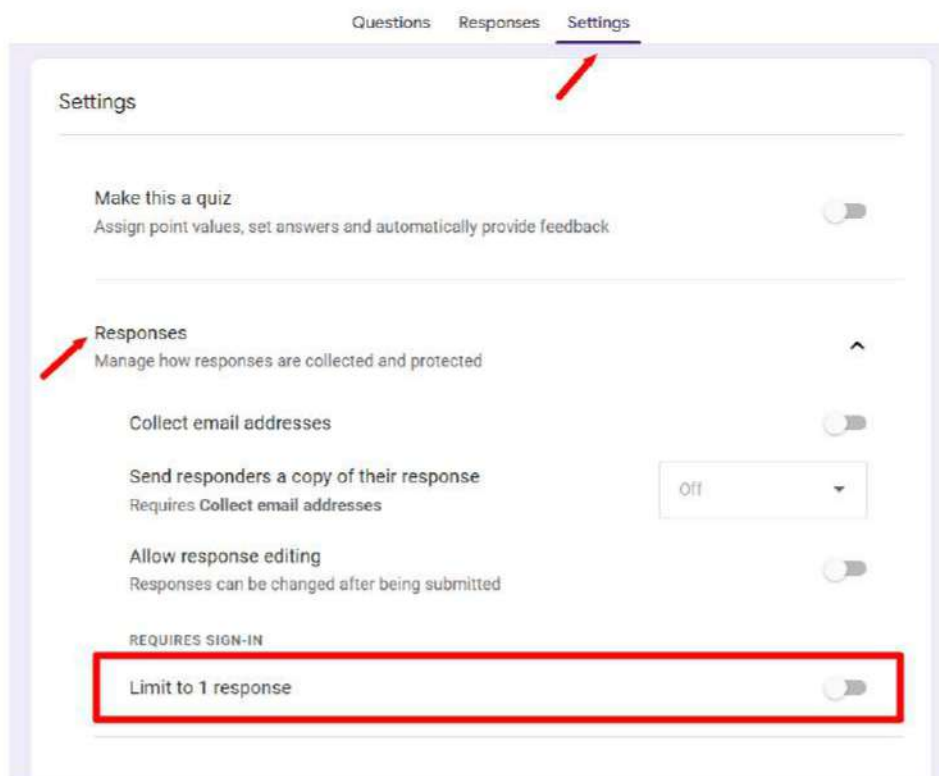 Questions Responses Settings
Settings
Make this a quiz
Assign point values, set answers and automatically provide feedback
Responses
Manage how responses are collected and protected
Collect email addresses
Send responders a copy of their response
Requires Collect email addresses
Off
Allow response editing
Responses can be changed after being submitted
REQUIRES SIGN-IN
Limit to 1 response